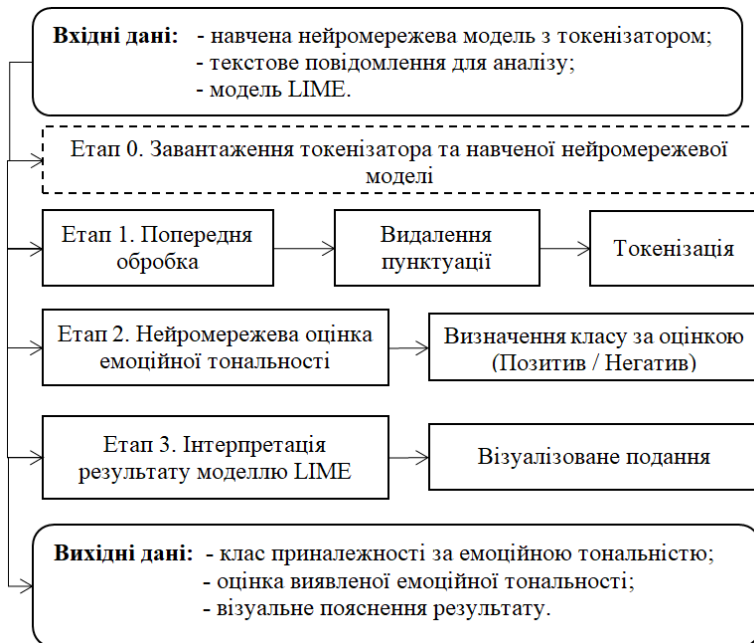 Вхідні дані: - навчена нейромережева модель з токенізатором;
- текстове повідомлення для аналізу;
- модель LIME.
Етап 0. Завантаження токенізатора та навченої нейромережевої
моделі
Етап 1. Попередня
обробка
Видалення
пунктуації
Токенізація
Етап 2. Нейромережева оцінка
емоційної тональності
Визначення класу за оцінкою
(Позитив / Негатив)
Етап 3. Інтерпретація
результату моделлю LIME
Візуалізоване подання
Вихідні дані: - клас приналежності за емоційною тональністю;
- оцінка виявленої емоційної тональності;
- візуальне пояснення результату.